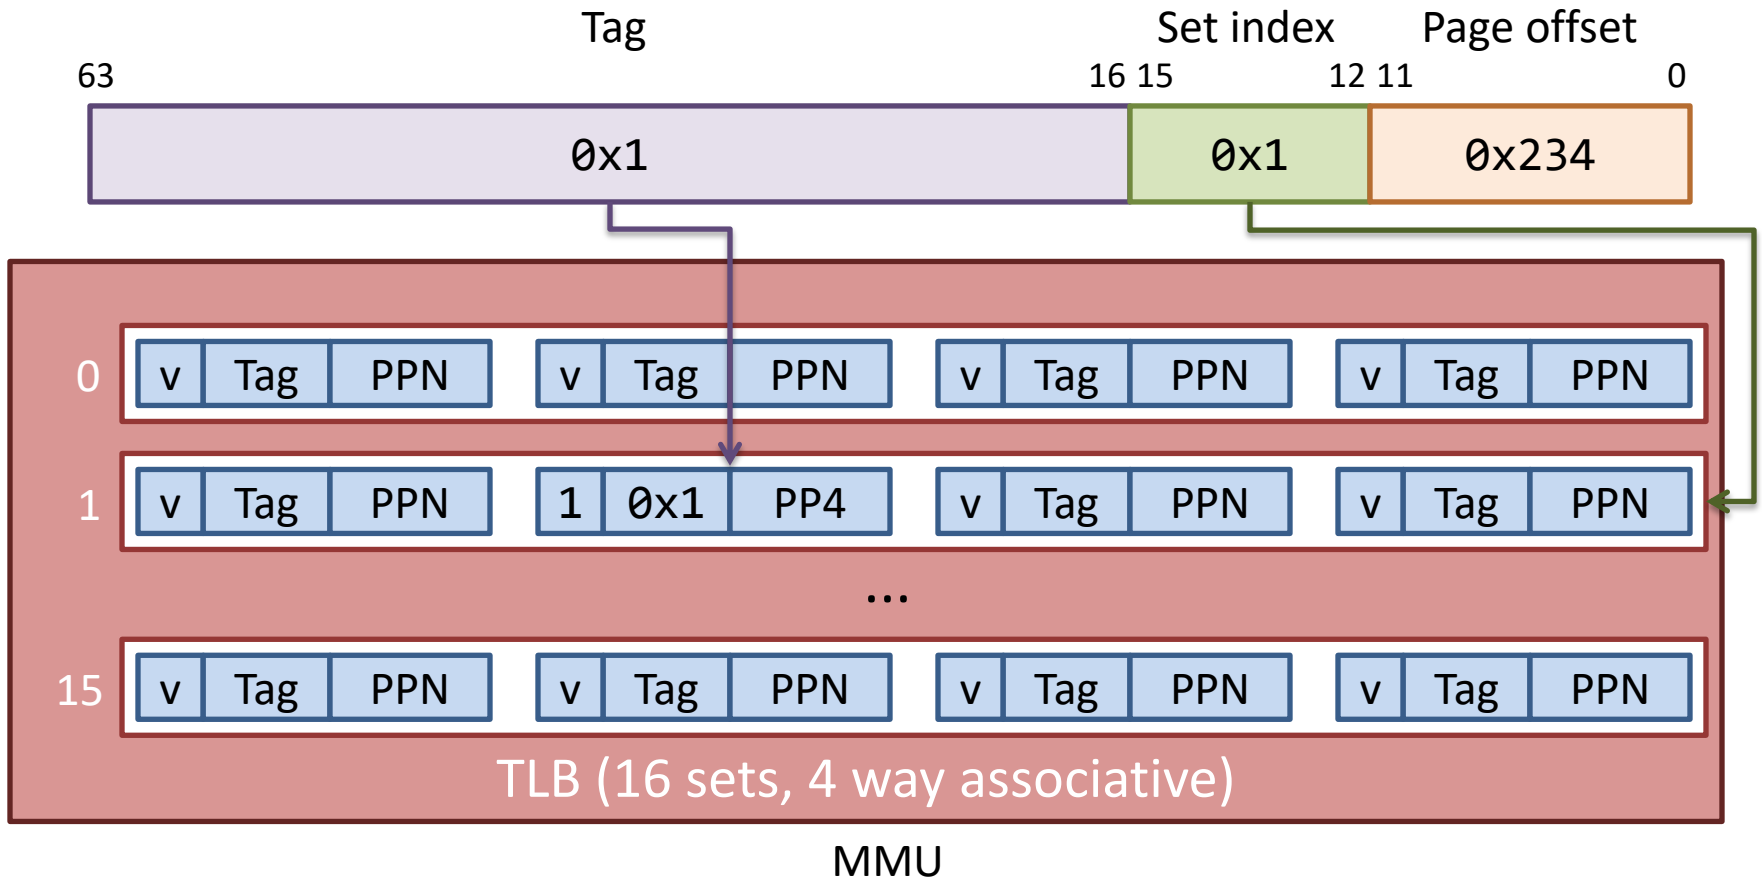 Tag Set index Page offset
63 16 15 12 11 0
0x1 0x1 0x234
0 v Tag PPN v Tag PPN v Tag PPN v Tag PPN
1 v Tag PPN 1 0x1 PP4 v Tag PPN v Tag PPN
...
15 v Tag PPN v Tag PPN v Tag PPN v Tag PPN
TLB (16 sets, 4 way associative)
MMU